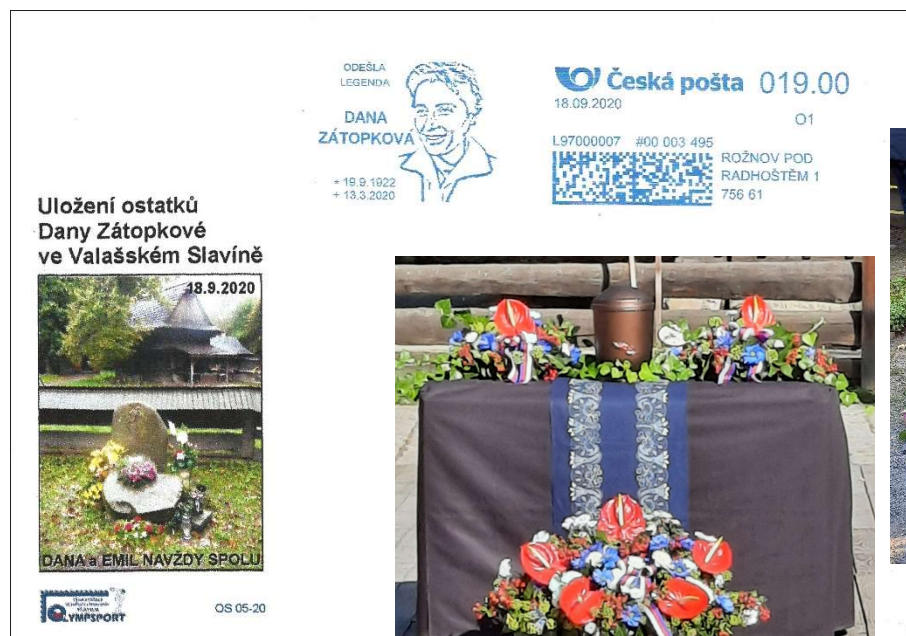 ODEŠLA
LEGENDA
DANA
ZÁTOPKOVÁ
* 19.9.1922
+ 13.3.2020
Česká pošta 019.00
18.09.2020
O1
L97000007 #00 003 495
ROŽNOV POD
RADHOŠTĚM 1
756 61
Uložení ostatků
Dany Zátopkové
ve Valašském Slavíně
18.9.2020
DANA a EMIL NAVŽDY SPOLU
OLYMPSPORT
OS 05-20